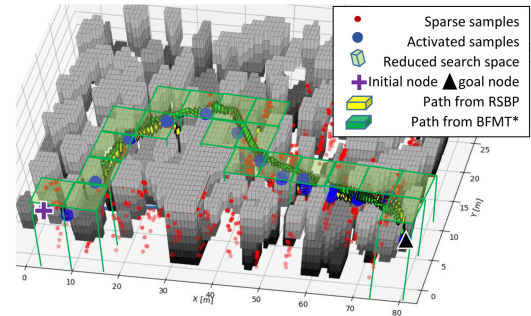 Sparse samples
Activated samples
Reduced search space
Initial node goal node
Path from RSBP
Path from BFMT*
25
20
15
10
5
0
Y [m]
0
10
20
30
40
50
60
70
80
X [m]